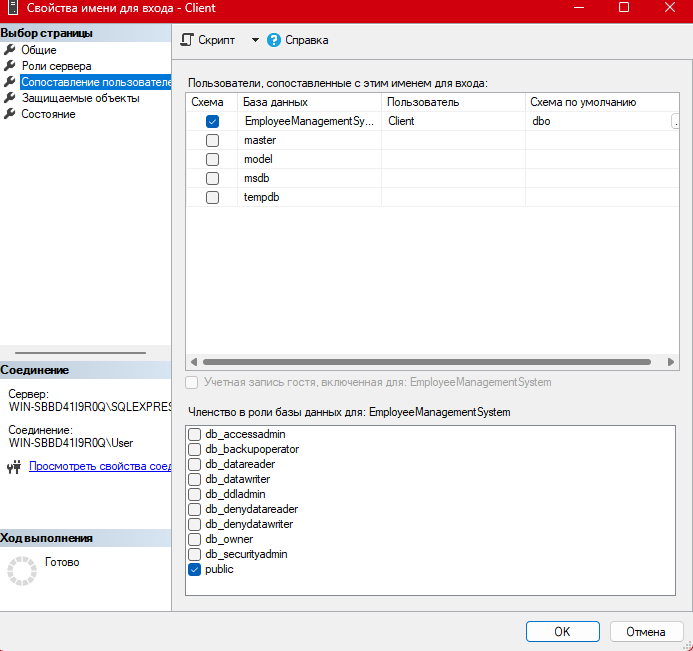 Свойства имени для входа - Client
Выбор страницы
Общие
Роли сервера
Сопоставление пользователе
Защищаемые объекты
Состояние
Скрипт
Справка
Пользователи, сопоставленные с этим именем для входа:
Схема База данных Пользователь Схема по умолчанию
EmployeeManagementSy... Client dbo .
master
model
msdb
tempdb
Учетная запись гостя, включенная для: EmployeeManagementSystem
Членство в роли базы данных для: EmployeeManagementSystem
db_accessadmin
db_backupoperator
db_datareader
db_datawriter
db_ddladmin
db_denydatareader
db_denydatawriter
db_owner
db_securityadmin
public
Соединение
Сервер:
WIN-SBBD41I9R0Q\SQLEXPRES
Соединение:
WIN-SBBD41I9R0Q\User
Просмотреть свойства соед
Ход выполнения
Готово
OK
Отмена